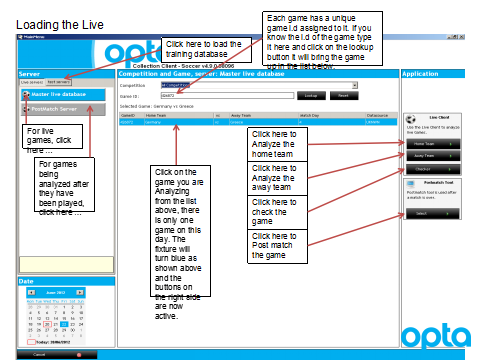 Loading the Live
MainMenu
opta
Collection Client - Soccer v4.9.0.38096
Click here to load the
training database
Each game has a unique
game i.d assigned to it. If you
know the i.d of the game type
it here and click on the lookup
button it will bring the game
up in the list below.
Server
Live servers
Test servers
Master live database
PostMatch Server
For live
games, click
here …
For games
being
analyzed after
they have
been played,
click here …
Competition and Game, server: Master live database
Competition
All Competitions
Game ID:
Lookup
Reset
Selected Game: Germany vs Greece
GameID
Home Team
vs
Away Team
Match Day
Datasource
Germany
vs
Greece
4
Click on the
game you are
Analyzing
from the list
above, there
is only one
game on this
day. The
fixture will
turn blue as
shown above
and the
buttons on
the right side
are now
active.
Click here to
Analyze the
home team
Click here to
Analyze the
away team
Click here to
check the
game
Click here to
Post match
the game
Application
Live Client
Use the Live Client to analyze
live Games.
Home Team
Away Team
Checker
Postmatch Tool
Postmatch tool is used after
a match is over.
Select
Date
June 2012
Today: 20/06/2012
Cancel
opta